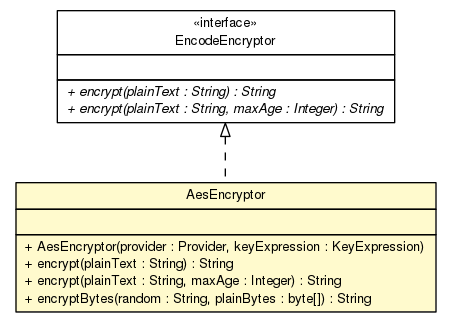 «interface»
EncodeEncryptor
+ encrypt(plainText : String) : String
+ encrypt(plainText : String, maxAge : Integer) : String
AesEncryptor
+ AesEncryptor(provider : Provider, keyExpression : KeyExpression)
+ encrypt(plainText : String) : String
+ encrypt(plainText : String, maxAge : Integer) : String
+ encryptBytes(random : String, plainBytes : byte[]) : String